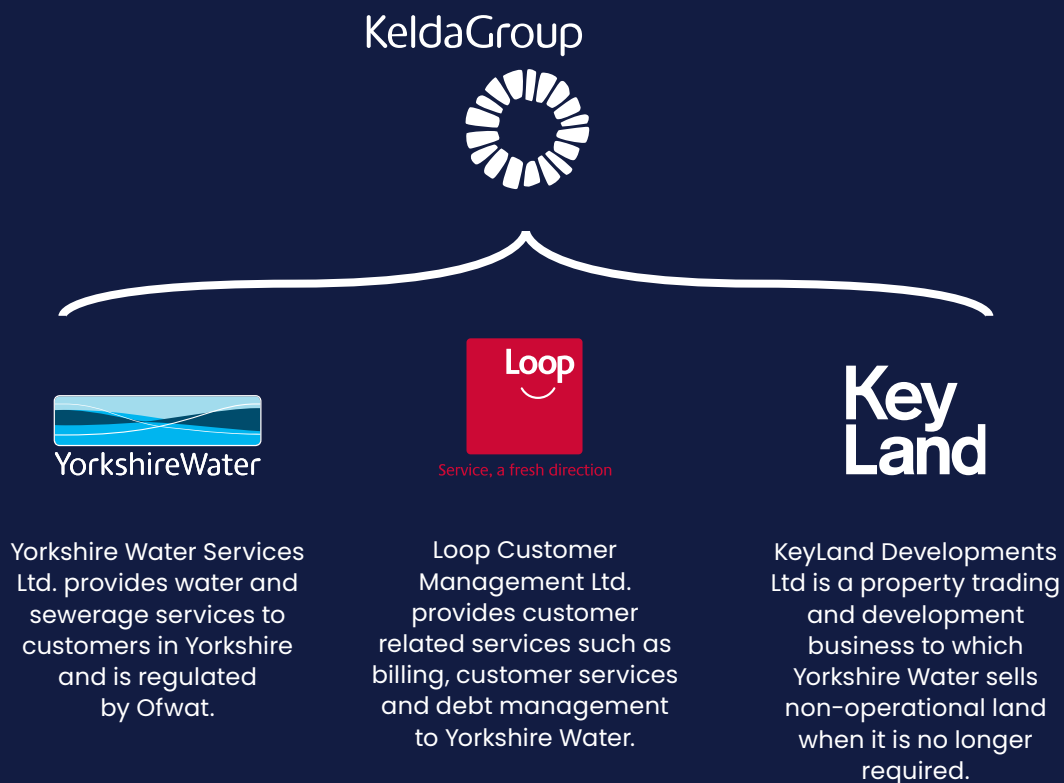 KeldaGroup
YorkshireWater
Yorkshire Water Services
Ltd. provides water and
sewerage services to
customers in Yorkshire
and is regulated
by Ofwat.
Loop
Service, a fresh direction
Loop Customer
Management Ltd.
provides customer
related services such as
billing, customer services
and debt management
to Yorkshire Water.
Key
Land
KeyLand Developments
Ltd is a property trading
and development
business to which
Yorkshire Water sells
non-operational land
when it is no longer
required.